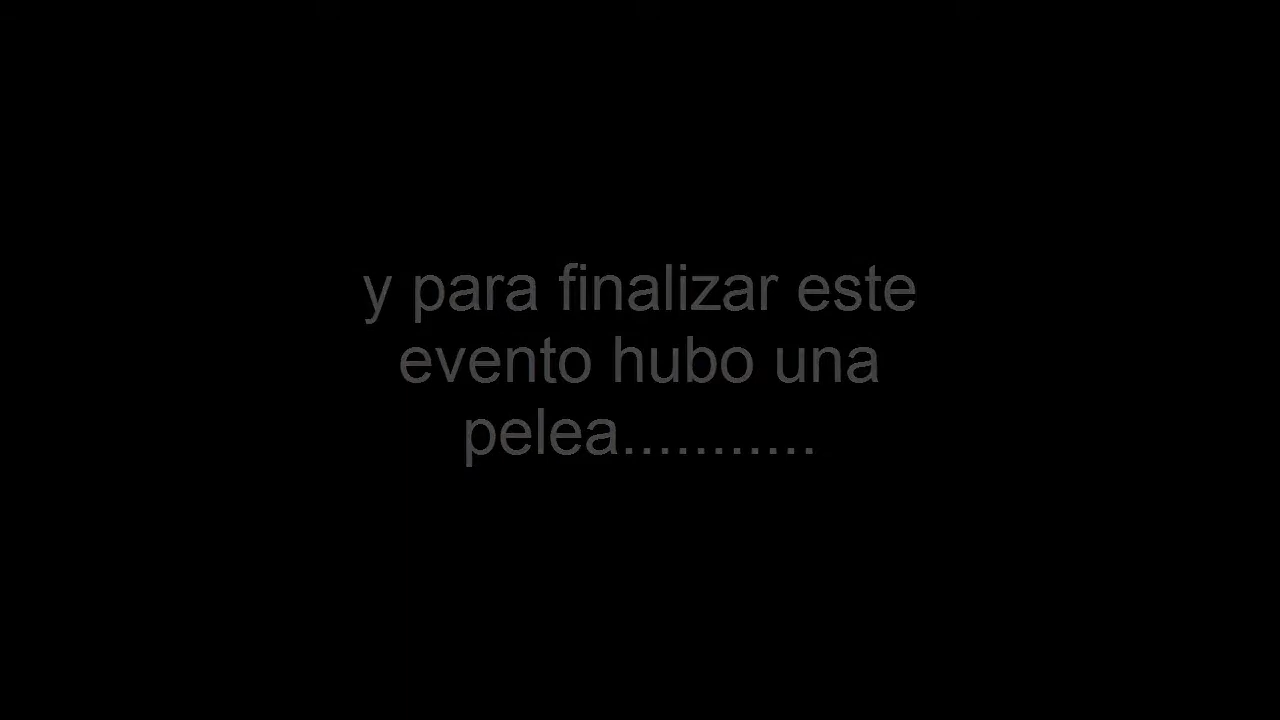 y para finalizar este
evento hubo una
pelea...........